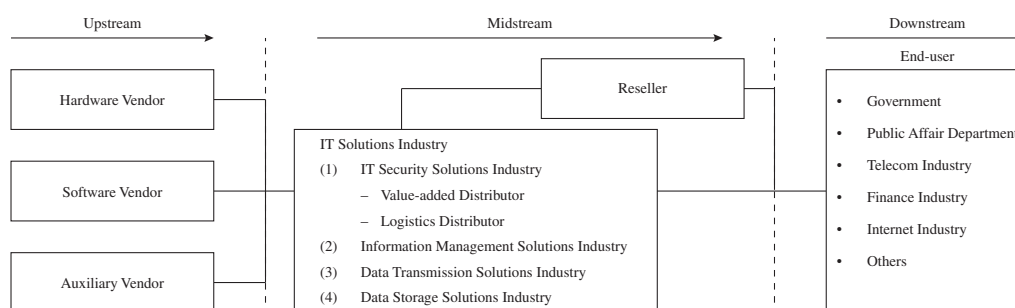 Upstream
Midstream
Downstream
Hardware Vendor
Software Vendor
Auxiliary Vendor
Reseller
IT Solutions Industry
(1) IT Security Solutions Industry
– Value-added Distributor
– Logistics Distributor
(2) Information Management Solutions Industry
(3) Data Transmission Solutions Industry
(4) Data Storage Solutions Industry
End-user
• Government
• Public Affair Department
• Telecom Industry
• Finance Industry
• Internet Industry
• Others